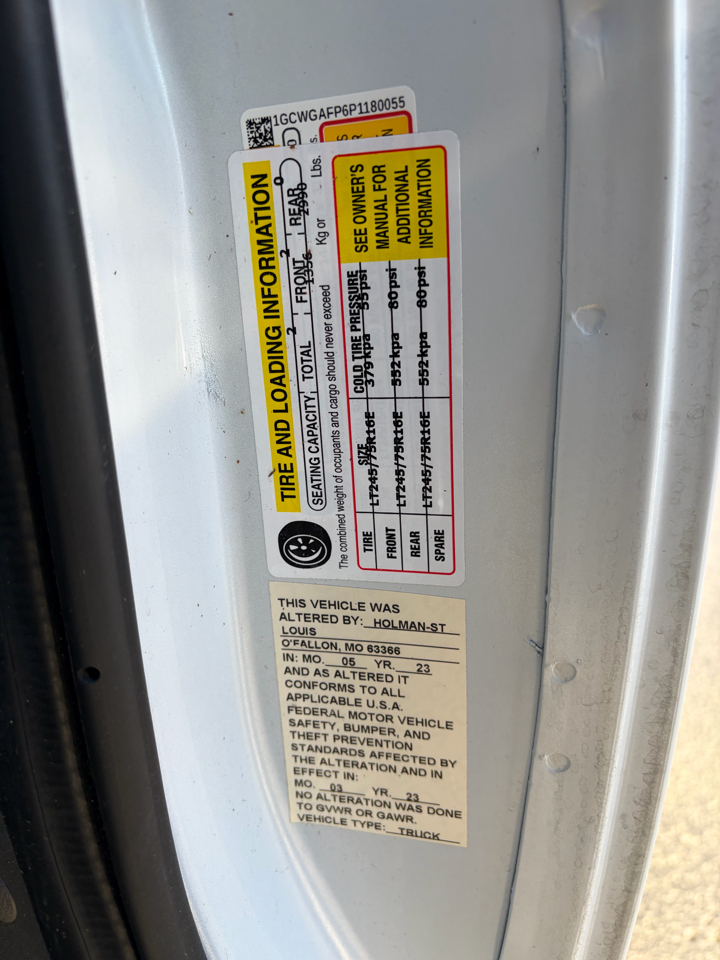 1GCWGAFP6P1180055
TIRE AND LOADING INFORMATION
SEATING CAPACITY TOTAL 2 FRONT 2 REAR 0
The combined weight of occupants and cargo should never exceed 1356 Kg or 2990 Lbs.
TIRE SIZE COLD TIRE PRESSURE
FRONT LT245/75R16E 379kpa 55psi
REAR LT245/75R16E 552kpa 80psi
SPARE LT245/75R16E 552kpa 80psi
SEE OWNER'S
MANUAL FOR
ADDITIONAL
INFORMATION
THIS VEHICLE WAS
ALTERED BY: HOLMAN-ST
LOUIS
O'FALLON, MO 63366
IN: MO. 05 YR. 23
AND AS ALTERED IT
CONFORMS TO ALL
APPLICABLE U.S.A.
FEDERAL MOTOR VEHICLE
SAFETY, BUMPER, AND
THEFT PREVENTION
STANDARDS AFFECTED BY
THE ALTERATION AND IN
EFFECT IN:
MO. 03 YR. 23
NO ALTERATION WAS DONE
TO GVWR OR GAWR.
VEHICLE TYPE: TRUCK